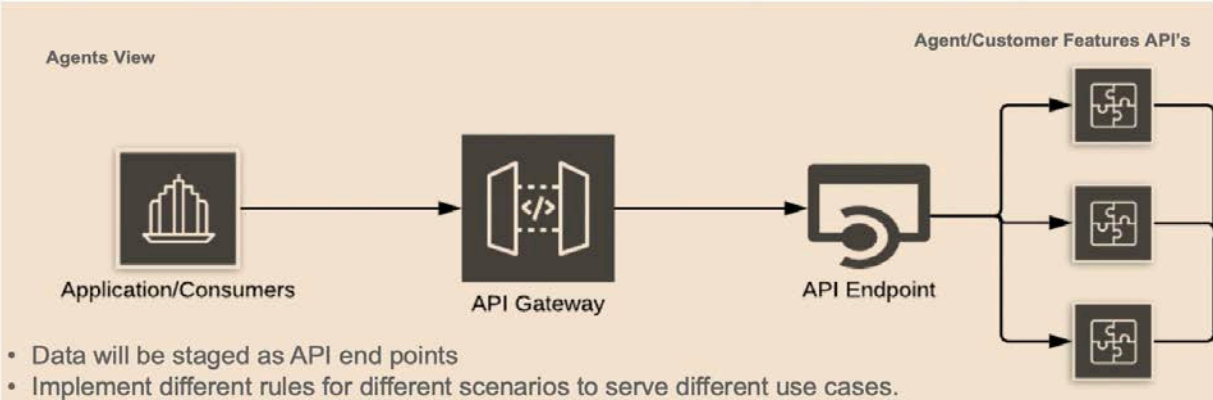 Agents View
Agent/Customer Features API's
</>
Application/Consumers
API Gateway
API Endpoint
• Data will be staged as API end points
• Implement different rules for different scenarios to serve different use cases.